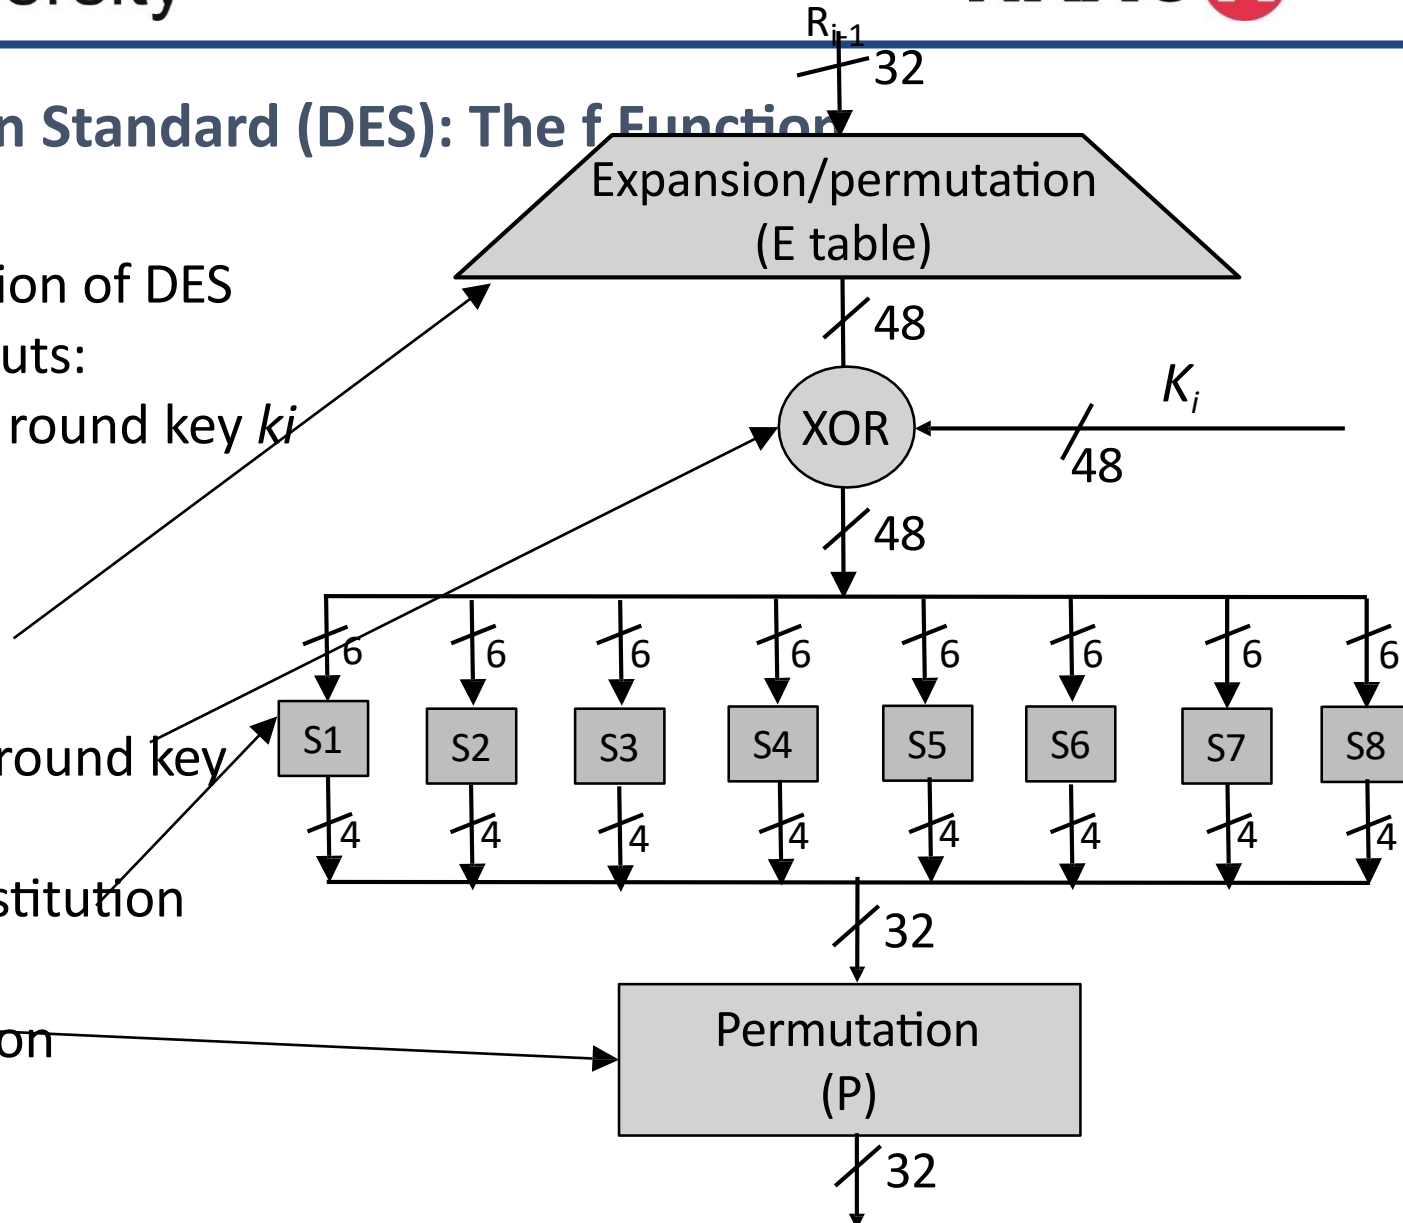 R i-1
32
n Standard (DES): The f Function
Expansion/permutation
(E table)
ion of DES
48
uts:
K i
round key ki
XOR
48
48
6 6 6 6 6 6 6 6
S1 S2 S3 S4 S5 S6 S7 S8
round key
4 4 4 4 4 4 4 4
stitution
32
Permutation
on
(P)
32